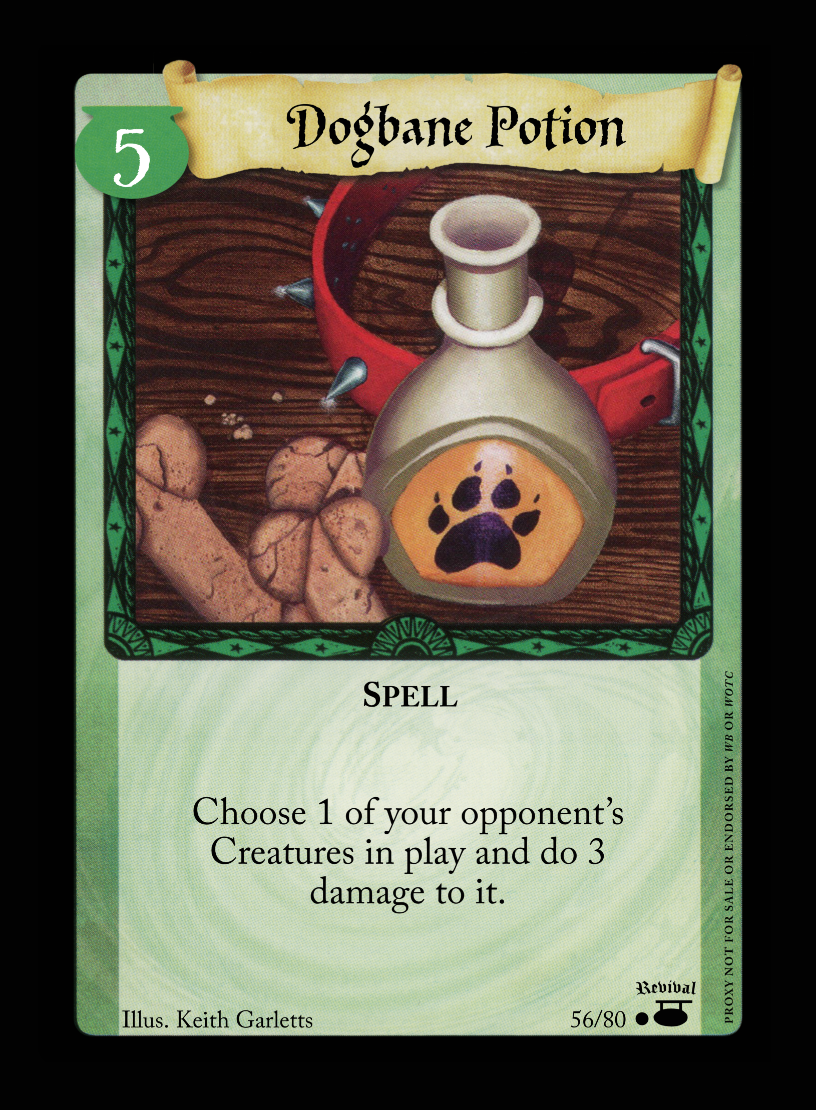 5
Dogbane Potion
SPELL
Choose 1 of your opponent’s
Creatures in play and do 3
damage to it.
Revival
Illus. Keith Garletts
56/80
PROXY NOT FOR SALE OR ENDORSED BY WB OR WOTC